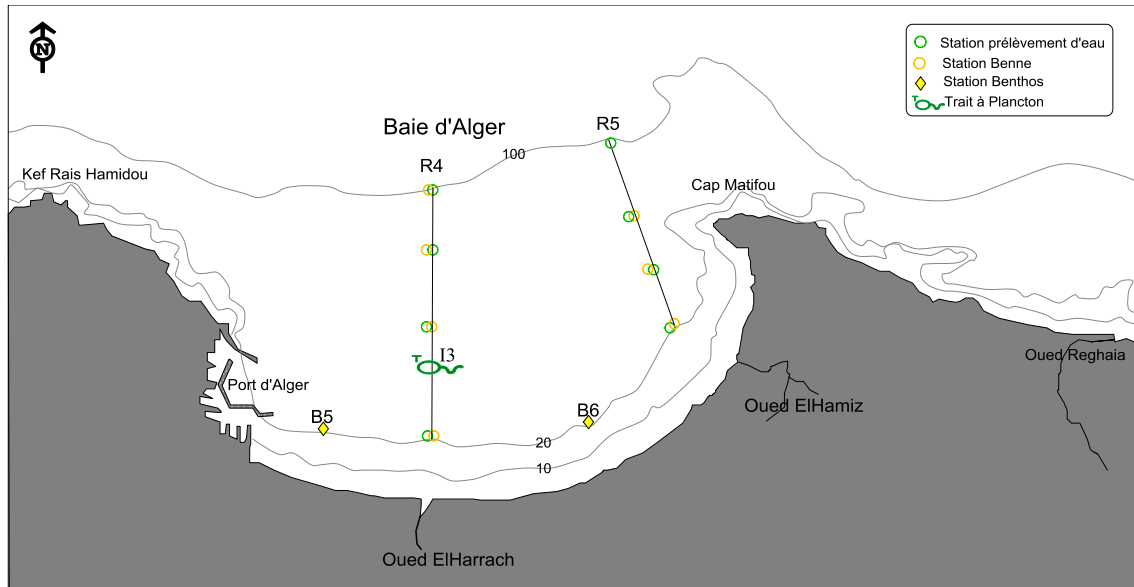 N
Station prélèvement d'eau
Station Benne
Station Benthos
T
Trait à Plancton
Baie d'Alger
R5
100
R4
Kef Rais Hamidou
Cap Matifou
T
I3
Oued Reghaia
Port d'Alger
B5
B6
Oued ElHamiz
20
10
Oued ElHarrach